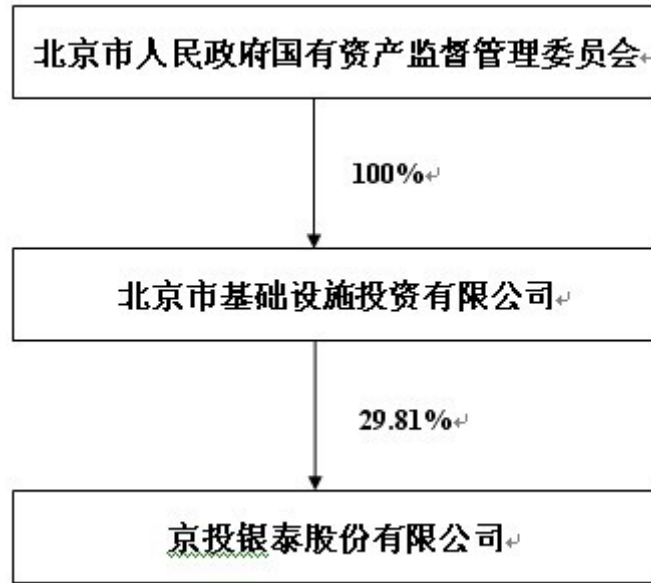 北京市人民政府国有资产监督管理委员会
100%
北京市基础设施投资有限公司
29.81%
京投银泰股份有限公司